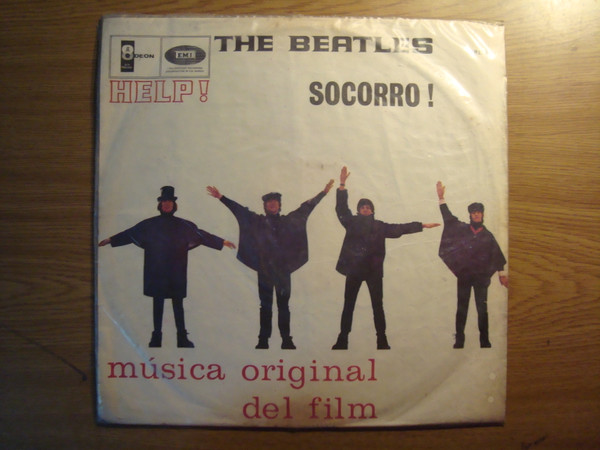 ODEON
EMI
THE BEATLES
HELP!
SOCORRO!
música original
del film